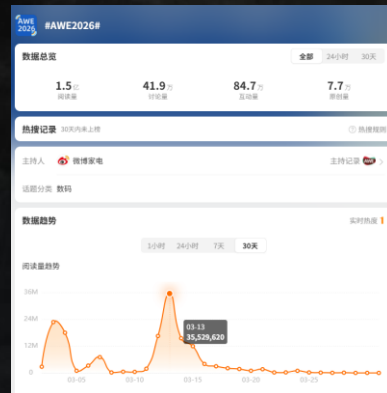 AWE
2026
#AWE2026#
数据总览
全部 24小时 30天
1.5亿 41.9万 84.7万 7.7万
阅读量 讨论量 互动量 原创量
热搜记录 30天内未上榜 热搜规则
主持人 微博家电 主持记录
话题分类 数码
数据趋势 实时热度 1
1小时 24小时 7天 30天
阅读量趋势
36M
24M
12M
0
03-13
35,529,620
03-05 03-10 03-15 03-20 03-25